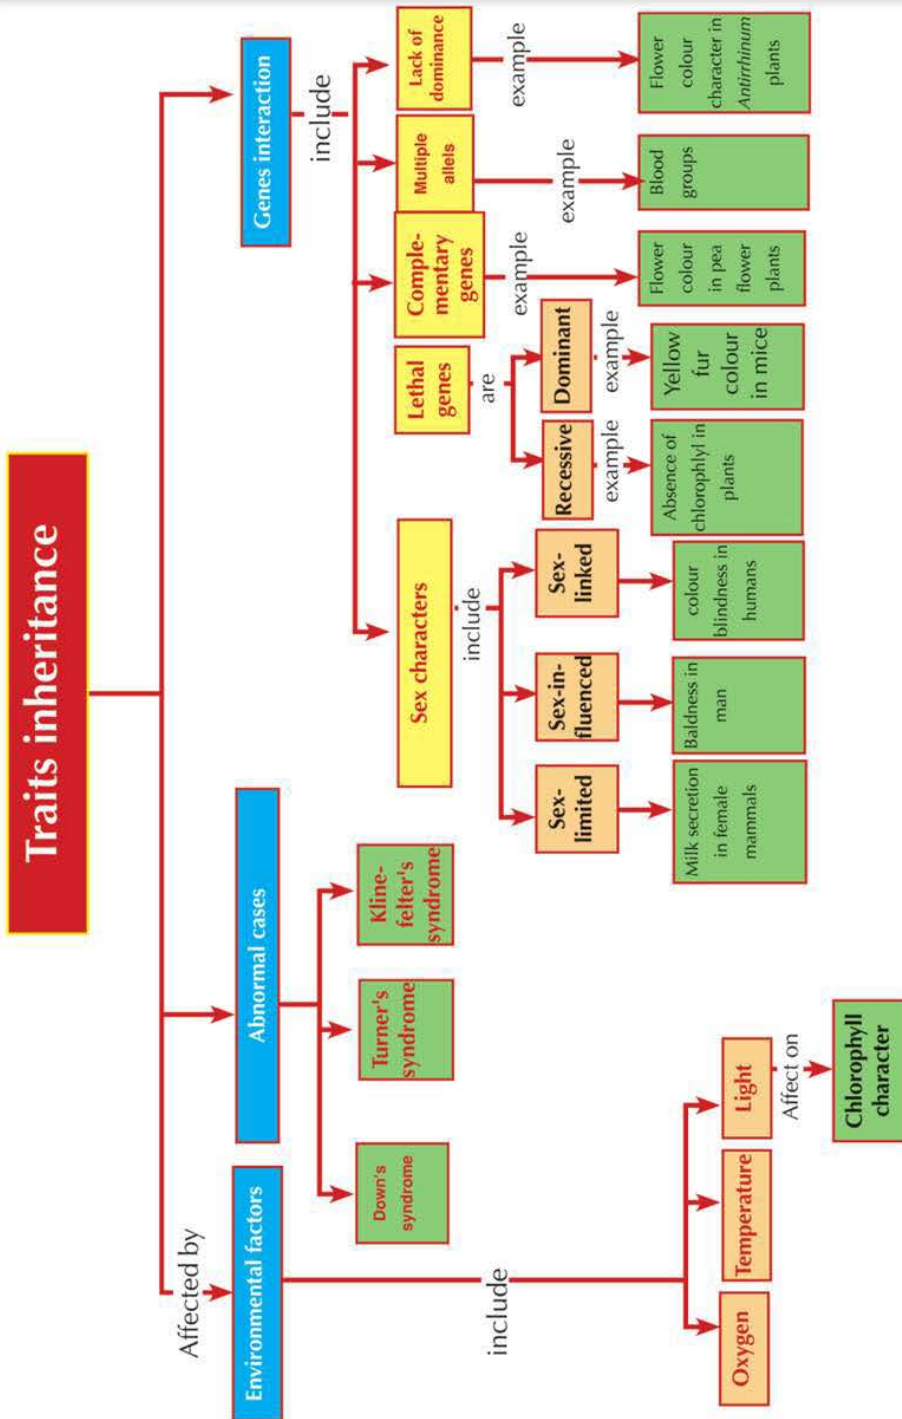 Traits inheritance
Affected by
Environmental factors
Abnormal cases
Genes interaction
include
Oxygen
Temperature
Light
Affect on
Chlorophyll
character
Down's
syndrome
Turner's
syndrome
Kline-
felter's
syndrome
include
Sex characters
Lethal
genes
Comple-
mentary
genes
Multiple
allels
Lack of
dominance
include
are
example
example
example
Sex-
limited
Sex-in-
fluenced
Sex-
linked
Recessive
Dominant
example
example
Milk secretion
in female
mammals
Baldness in
man
colour
blindness in
humans
Absence of
chlorophlyl in
plants
Yellow
fur
colour
in mice
Flower
colour
in pea
flower
plants
Blood
groups
Flower
colour
character in
Antirrhinum
plants